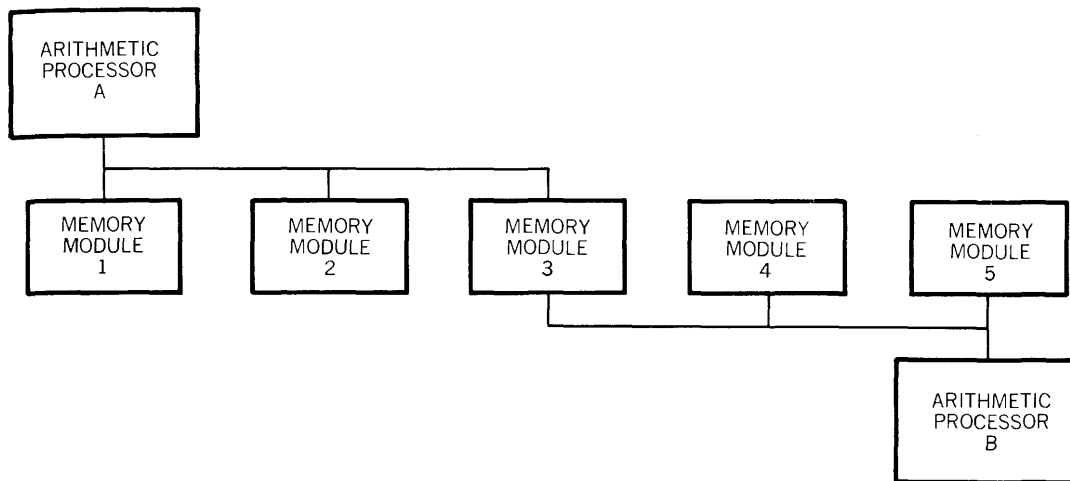 ARITHMETIC
PROCESSOR
A
MEMORY
MODULE
1
MEMORY
MODULE
2
MEMORY
MODULE
3
MEMORY
MODULE
4
MEMORY
MODULE
5
ARITHMETIC
PROCESSOR
B